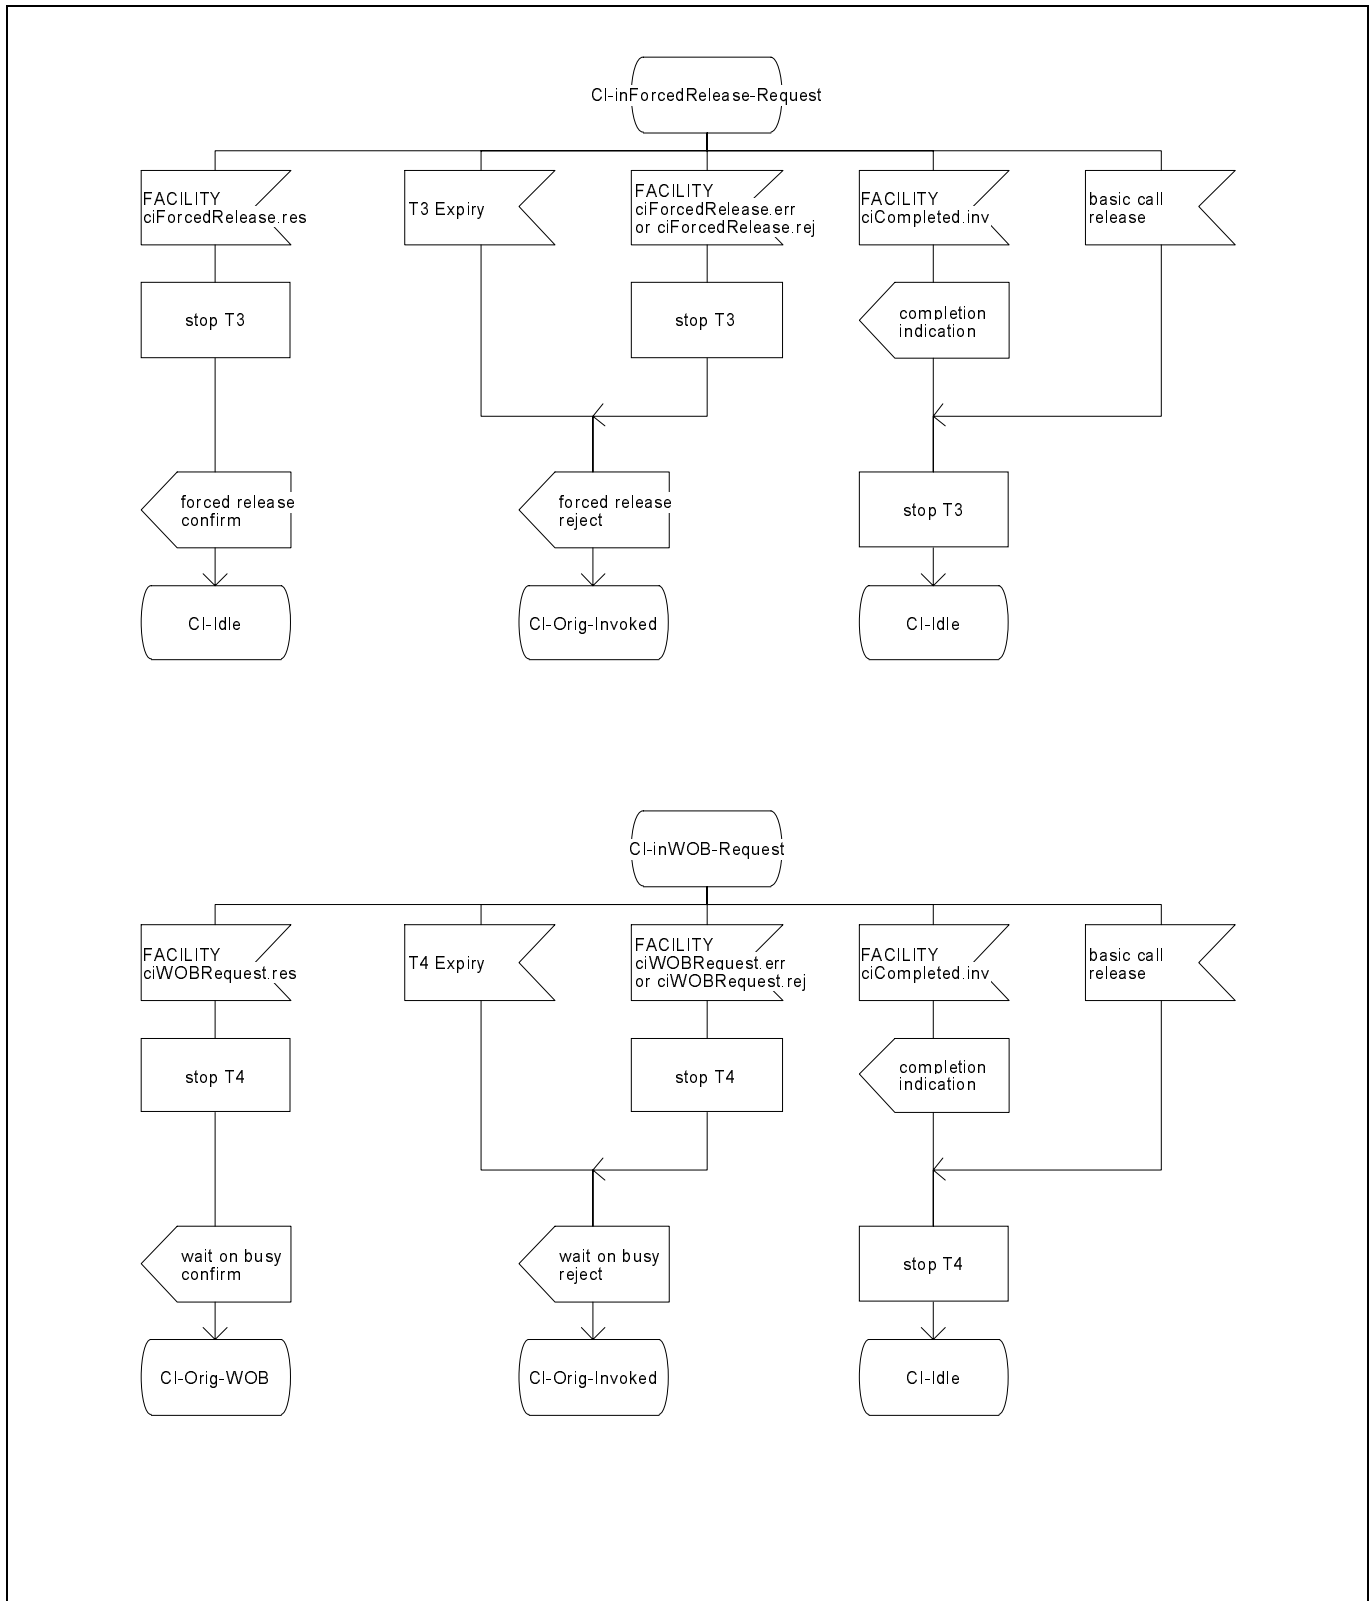 CI-inForcedRelease-Request
FACILITY
ciForcedRelease.res
T3 Expiry
FACILITY
ciForcedRelease.err
or ciForcedRelease.rej
FACILITY
ciCompleted.inv
basic call
release
stop T3
stop T3
completion
indication
forced release
confirm
forced release
reject
stop T3
CI-Idle
CI-Orig-Invoked
CI-Idle
CI-inWOB-Request
FACILITY
ciWOBRequest.res
T4 Expiry
FACILITY
ciWOBRequest.err
or ciWOBRequest.rej
FACILITY
ciCompleted.inv
basic call
release
stop T4
stop T4
completion
indication
wait on busy
confirm
wait on busy
reject
stop T4
CI-Orig-WOB
CI-Orig-Invoked
CI-Idle